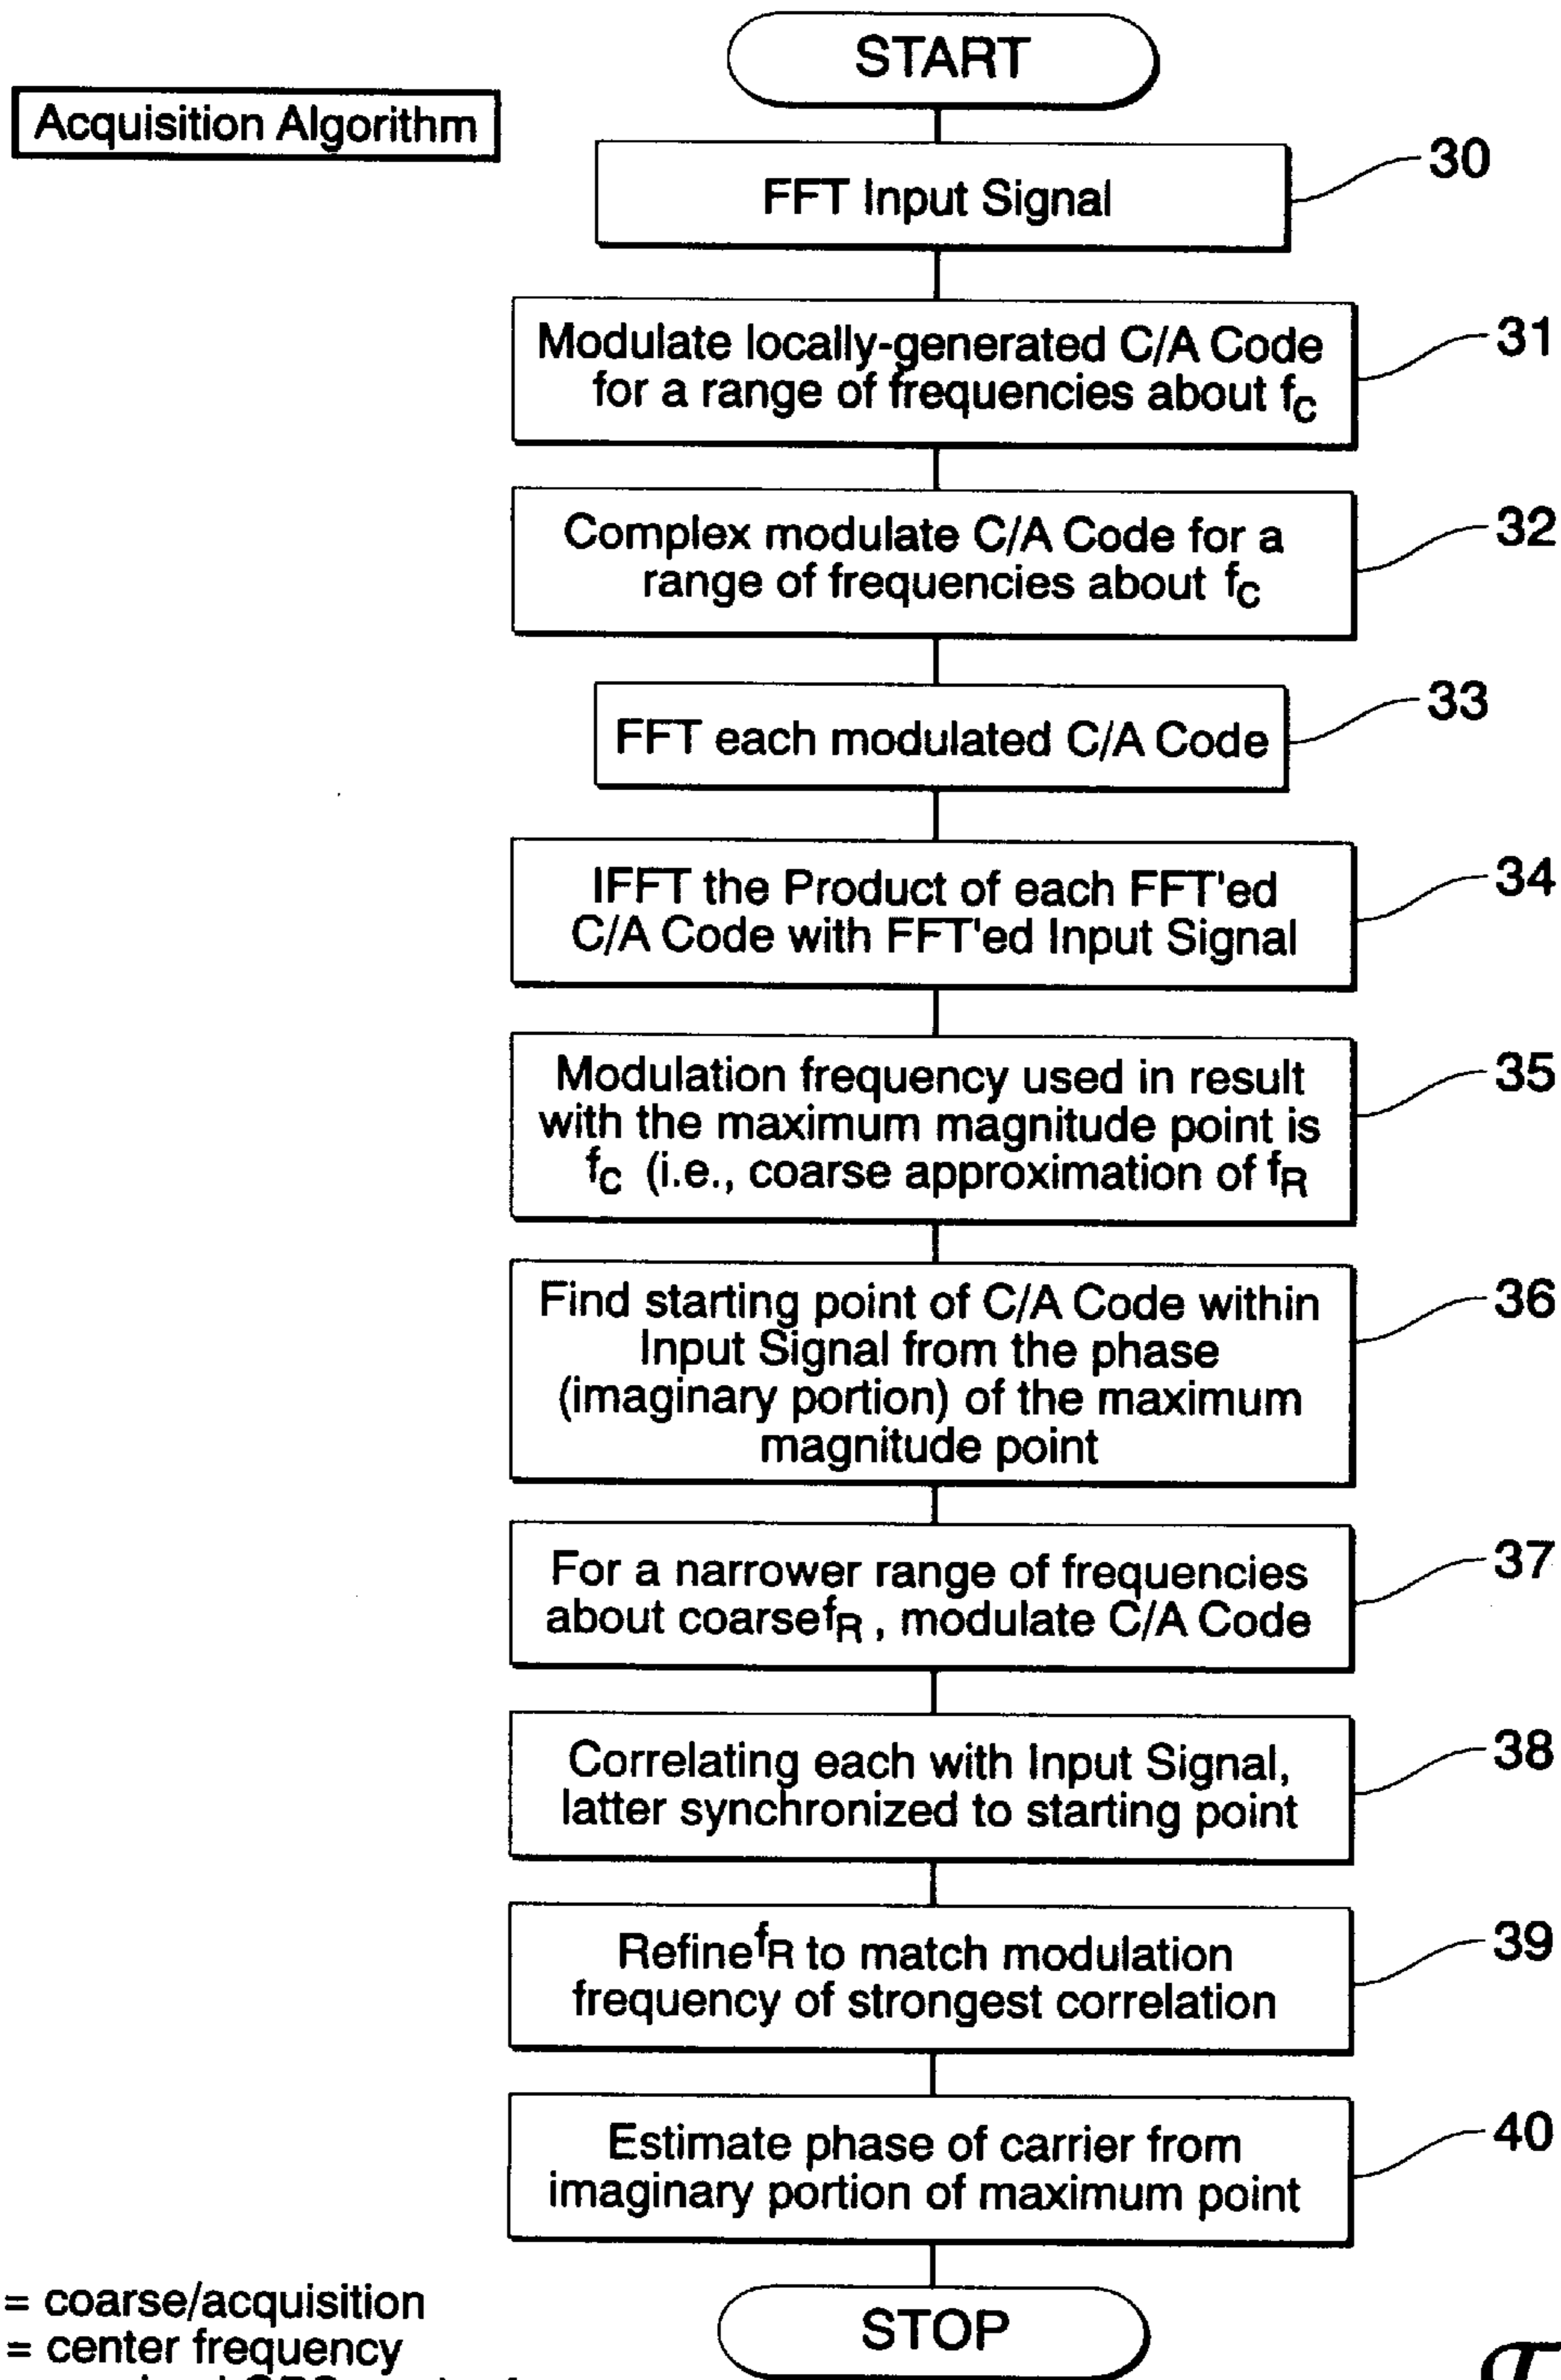 START
Acquisition Algorithm
30
FFT Input Signal
31
Modulate locally-generated C/A Code
for a range of frequencies about fC
32
Complex modulate C/A Code for a
range of frequencies about fC
33
FFT each modulated C/A Code
34
IFFT the Product of each FFT'ed
C/A Code with FFT'ed Input Signal
35
Modulation frequency used in result
with the maximum magnitude point is
fC (i.e., coarse approximation of fR
36
Find starting point of C/A Code within
Input Signal from the phase
(imaginary portion) of the maximum
magnitude point
37
For a narrower range of frequencies
about coarse fR, modulate C/A Code
38
Correlating each with Input Signal,
latter synchronized to starting point
39
Refine fR to match modulation
frequency of strongest correlation
40
Estimate phase of carrier from
imaginary portion of maximum point
STOP
= coarse/acquisition
= center frequency